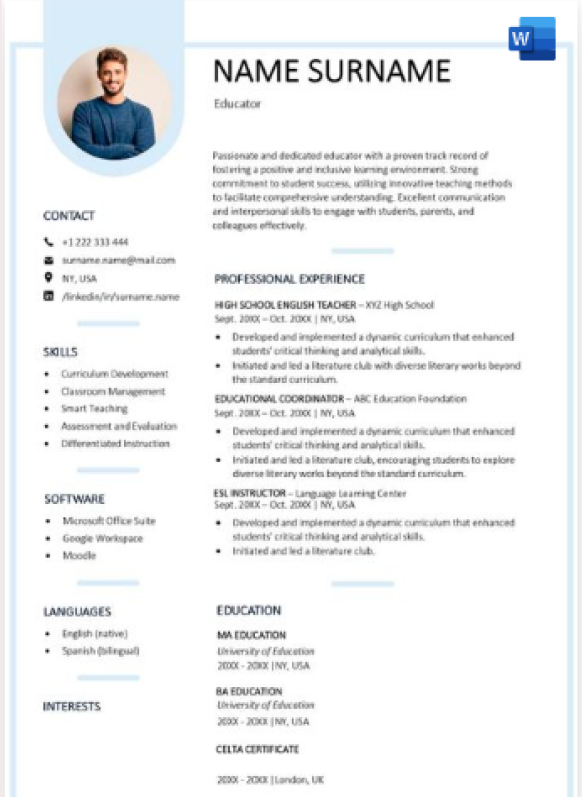 W
NAME SURNAME
Educator
Passionate and dedicated educator with a proven track record of
fostering a positive and inclusive learning environment. Strong
commitment to student success, utilizing innovative teaching methods
to facilitate comprehensive understanding. Excellent communication
and interpersonal skills to engage with students, parents, and
colleagues effectively.
CONTACT
+1 222 333 444
surname.name@mail.com
NY, USA
/linkedin/in/surname.name
SKILLS
• Curriculum Development
• Classroom Management
• Smart Teaching
• Assessment and Evaluation
• Differentiated Instruction
SOFTWARE
• Microsoft Office Suite
• Google Workspace
• Moodle
LANGUAGES
• English (native)
• Spanish (bilingual)
INTERESTS
PROFESSIONAL EXPERIENCE
HIGH SCHOOL ENGLISH TEACHER – XYZ High School
Sept. 20XX – Oct. 20XX | NY, USA
• Developed and implemented a dynamic curriculum that enhanced
students' critical thinking and analytical skills.
• Initiated and led a literature club with diverse literary works beyond
the standard curriculum.
EDUCATIONAL COORDINATOR – ABC Education Foundation
Sept. 20XX – Oct. 20XX | NY, USA
• Developed and implemented a dynamic curriculum that enhanced
students' critical thinking and analytical skills.
• Initiated and led a literature club, encouraging students to explore
diverse literary works beyond the standard curriculum.
ESL INSTRUCTOR – Language Learning Center
Sept. 20XX – Oct. 20XX | NY, USA
• Developed and implemented a dynamic curriculum that enhanced
students' critical thinking and analytical skills.
• Initiated and led a literature club.
EDUCATION
MA EDUCATION
University of Education
20XX - 20XX |NY, USA
BA EDUCATION
University of Education
20XX - 20XX |NY, USA
CELTA CERTIFICATE
20XX - 20XX |London, UK